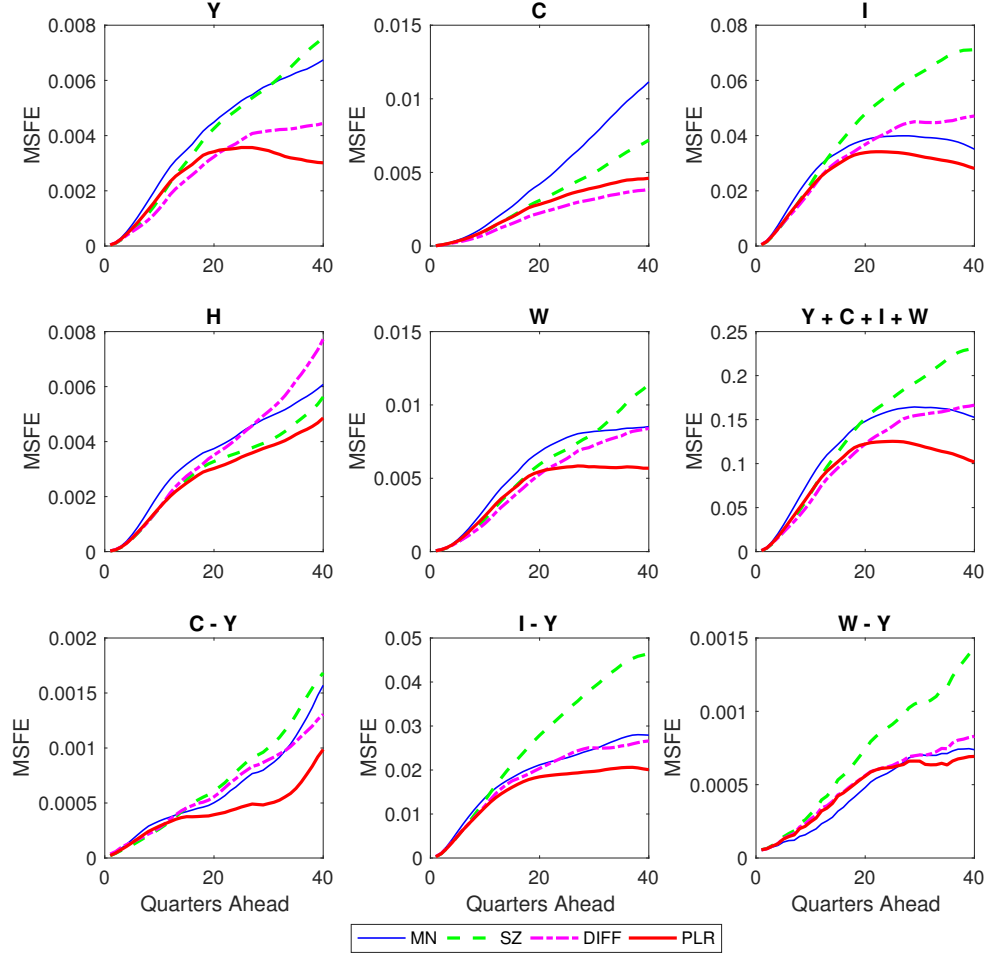 Y
C
I
0.008
0.006
0.004
0.002
0
MSFE
0 20 40
0.015
0.01
0.005
0
MSFE
0 20 40
0.08
0.06
0.04
0.02
0
MSFE
0 20 40
H
W
Y + C + I + W
0.008
0.006
0.004
0.002
0
MSFE
0 20 40
0.015
0.01
0.005
0
MSFE
0 20 40
0.25
0.2
0.15
0.1
0.05
0
MSFE
0 20 40
C - Y
I - Y
W - Y
0.002
0.0015
0.001
0.0005
0
MSFE
0 20 40
Quarters Ahead
0.05
0.04
0.03
0.02
0.01
0
MSFE
0 20 40
Quarters Ahead
0.0015
0.001
0.0005
0
MSFE
0 20 40
Quarters Ahead
MN SZ DIFF PLR